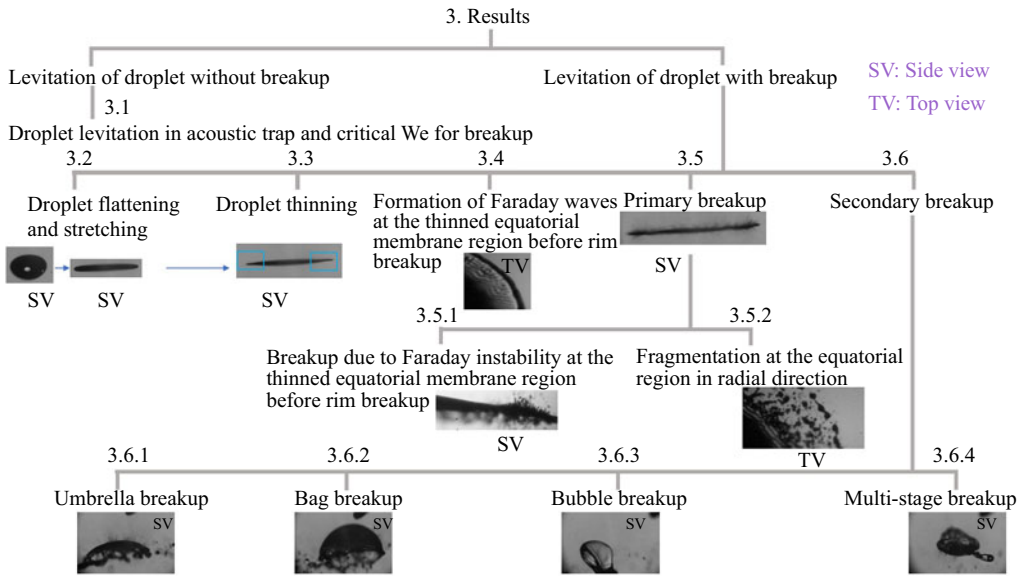 3. Results
Levitation of droplet without breakup
Levitation of droplet with breakup
SV: Side view
TV: Top view
3.1
Droplet levitation in acoustic trap and critical We for breakup
3.2
3.3
3.4
3.5
3.6
Droplet flattening
and stretching
SV
SV
Droplet thinning
SV
Formation of Faraday waves
at the thinned equatorial
membrane region before rim
breakup
TV
Primary breakup
SV
Secondary breakup
3.5.1
3.5.2
Breakup due to Faraday instability at the
thinned equatorial membrane region
before rim breakup
SV
Fragmentation at the equatorial
region in radial direction
TV
3.6.1
3.6.2
3.6.3
3.6.4
Umbrella breakup
SV
Bag breakup
SV
Bubble breakup
SV
Multi-stage breakup
SV